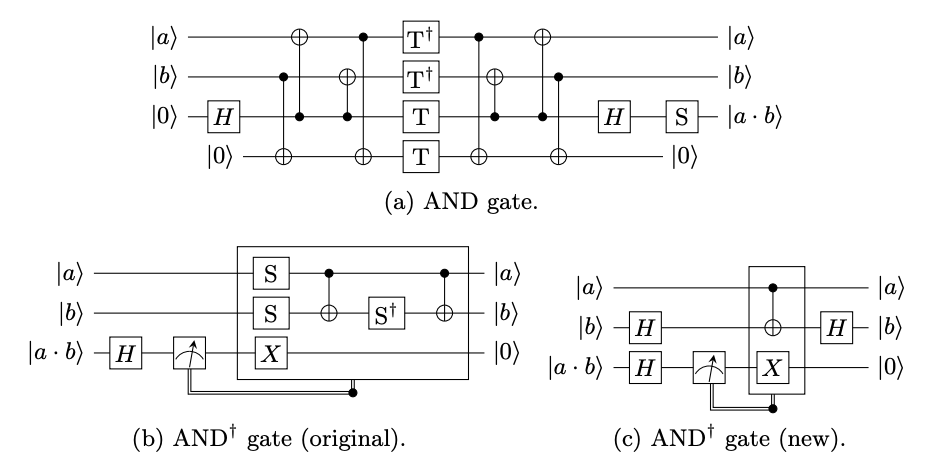 |a⟩ T† |a⟩
|b⟩ T† |b⟩
|0⟩ H T H S |a · b⟩
|0⟩ T |0⟩
(a) AND gate.
|a⟩ S |a⟩
|b⟩ S S† |b⟩
|a · b⟩ H X |0⟩
(b) AND† gate (original).
|a⟩ |a⟩
|b⟩ H H |b⟩
|a · b⟩ H X |0⟩
(c) AND† gate (new).